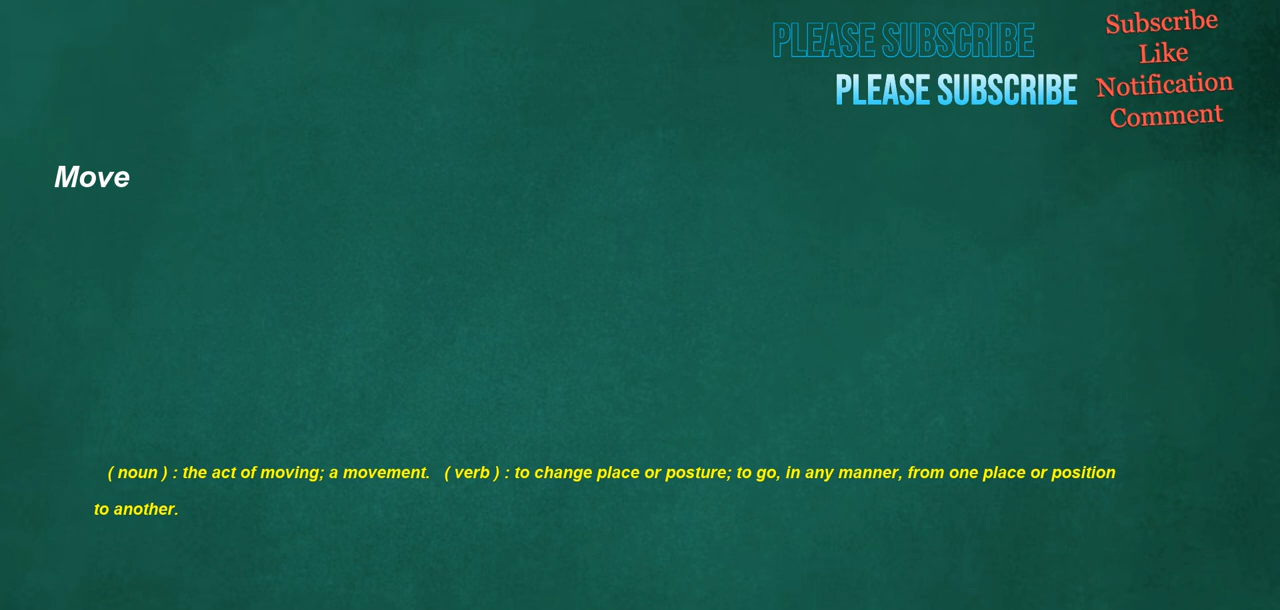 PLEASE SUBSCRIBE
PLEASE SUBSCRIBE
Subscribe
Like
Notification
Comment
Move
( noun ) : the act of moving; a movement. ( verb ) : to change place or posture; to go, in any manner, from one place or position
to another.